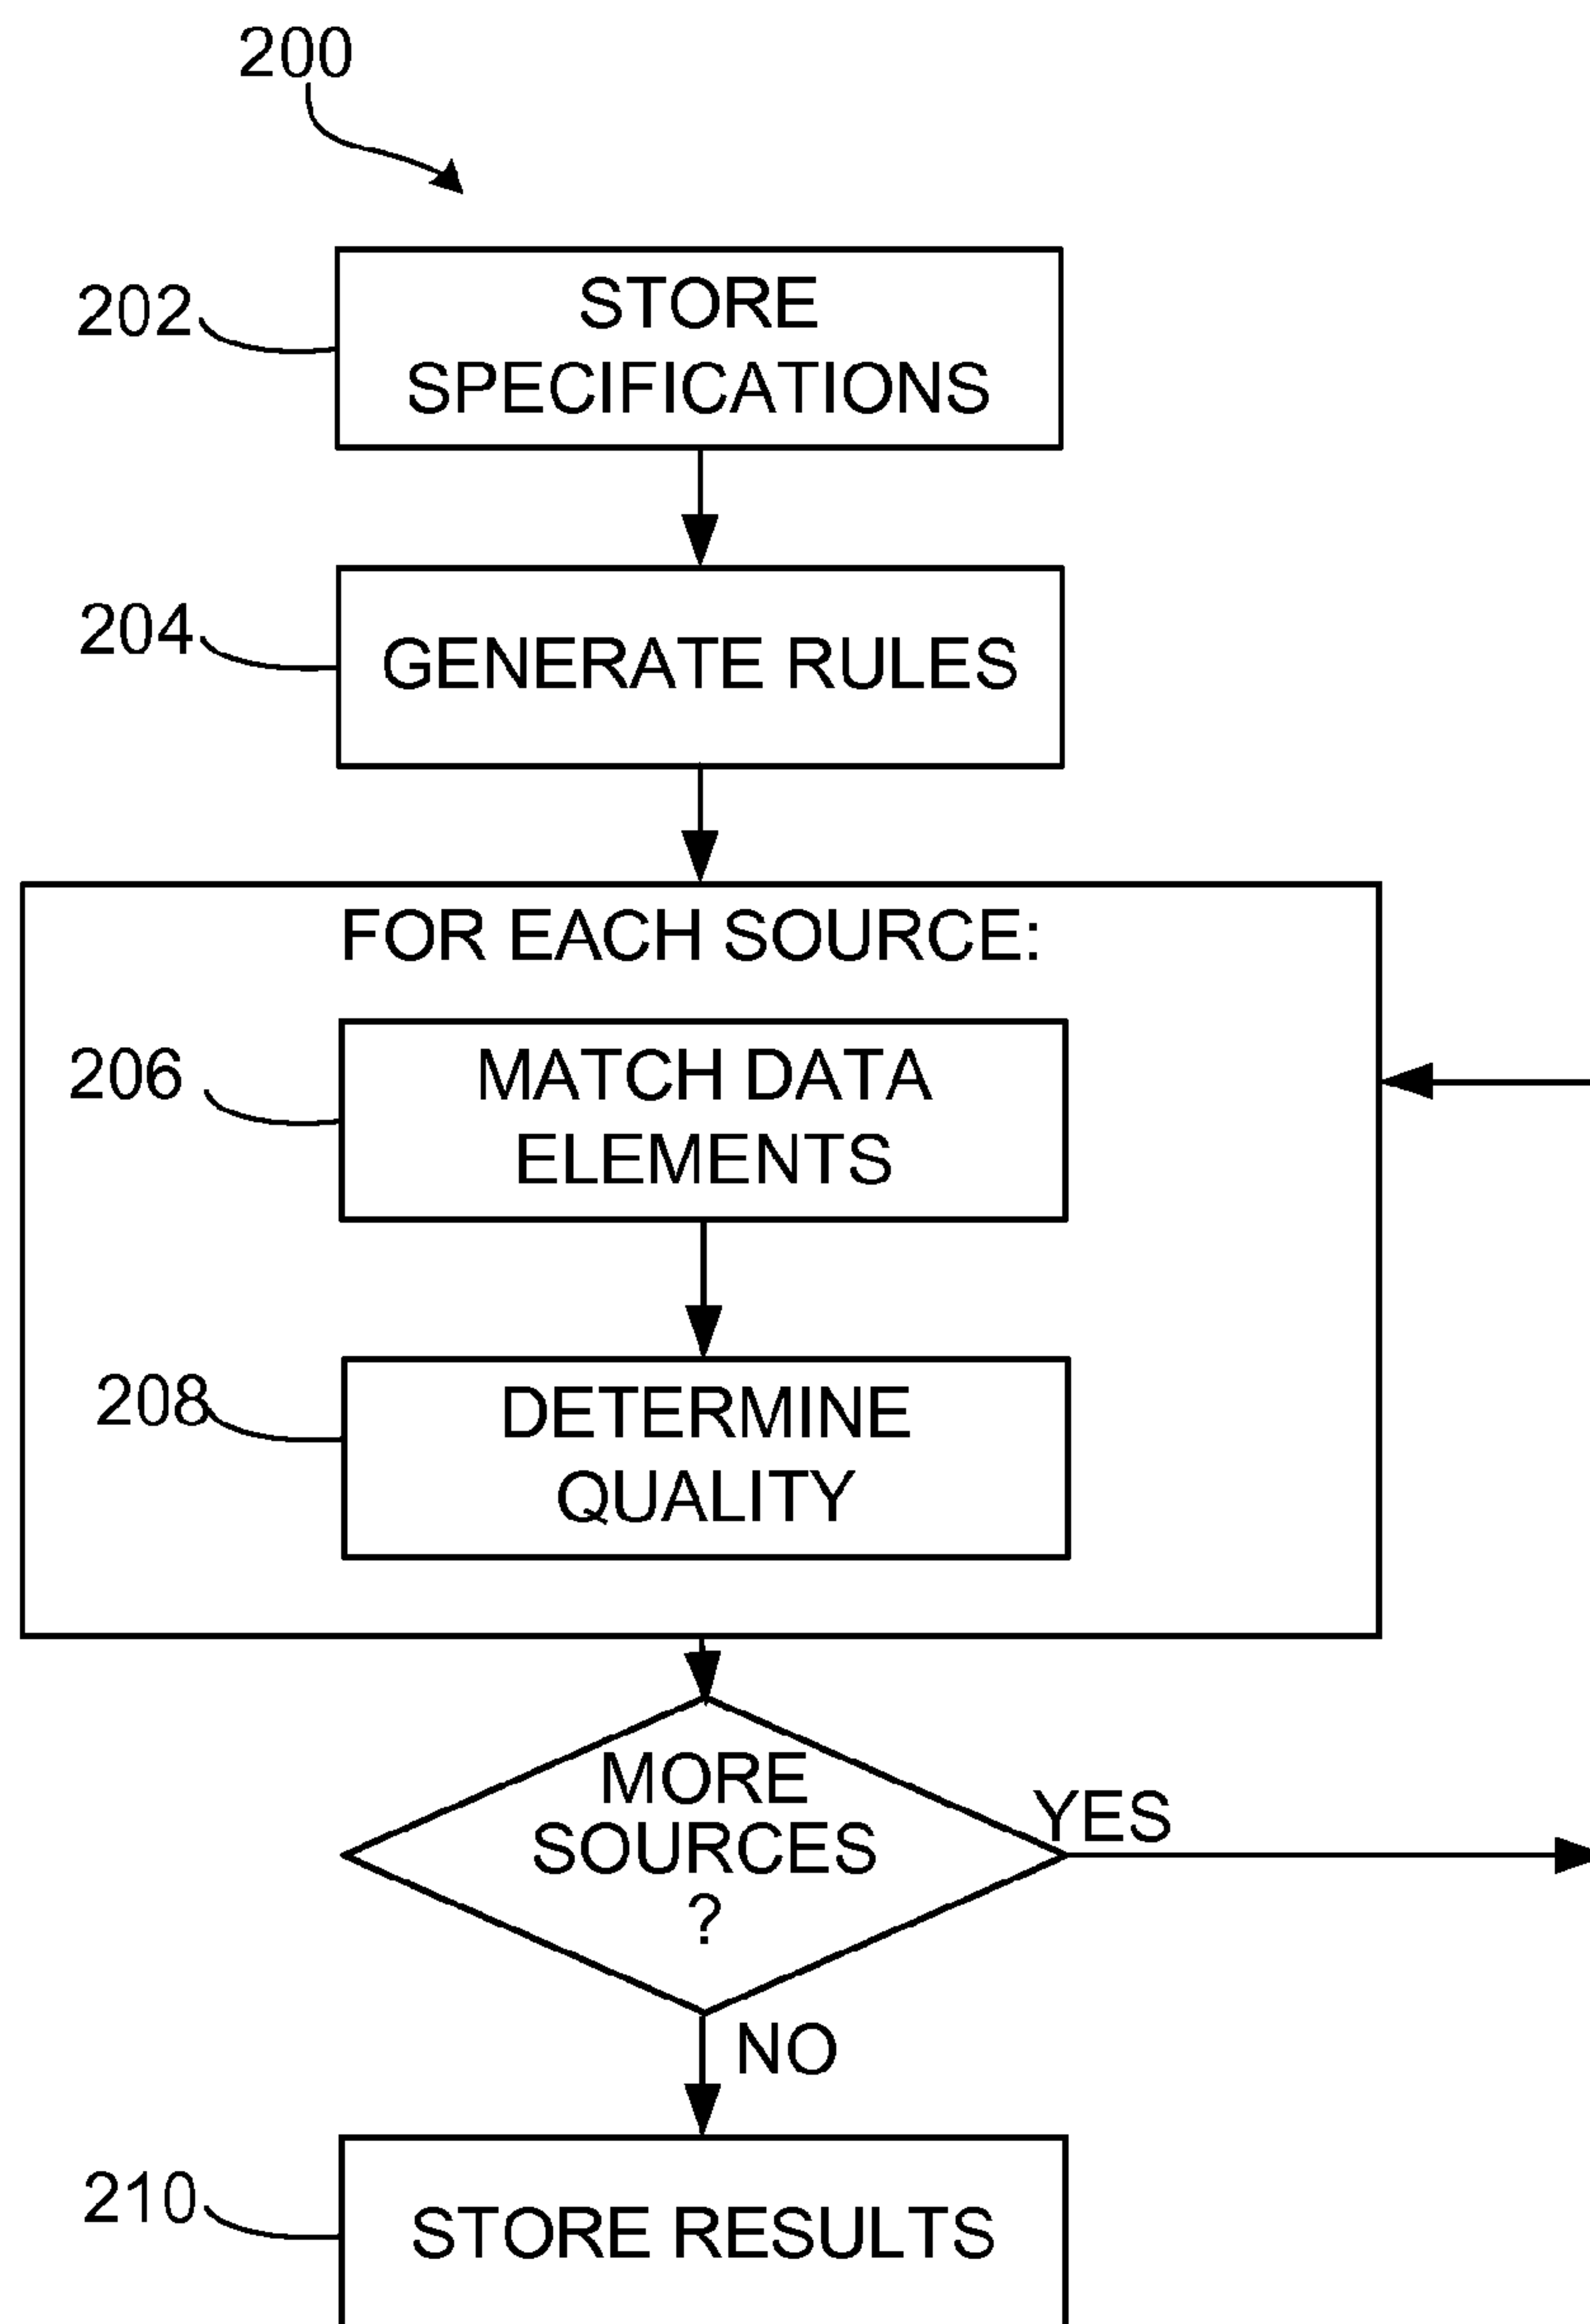 200
202
STORE
SPECIFICATIONS
204
GENERATE RULES
FOR EACH SOURCE:
206
MATCH DATA
ELEMENTS
208
DETERMINE
QUALITY
MORE
SOURCES
?
YES
NO
210
STORE RESULTS